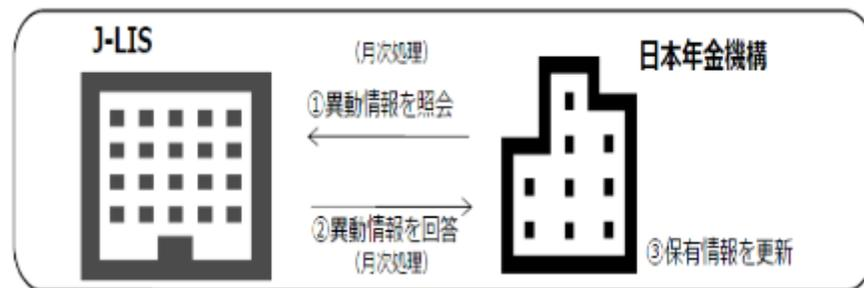 J-LIS
(月次処理)
日本年金機構
①異動情報を照会
②異動情報を回答
(月次処理)
③保有情報を更新